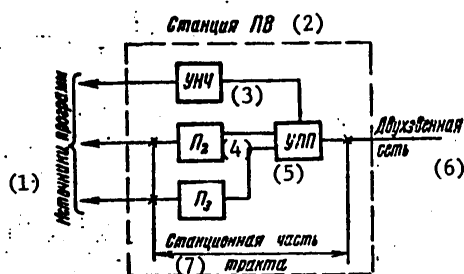 Станция ПВ (2)
УНЧ
(3)
Источники программ
(1)
П₂
(4)
УПП
(5)
Двухзвенная
сеть
(6)
П₃
Станционная часть
(7) тракта